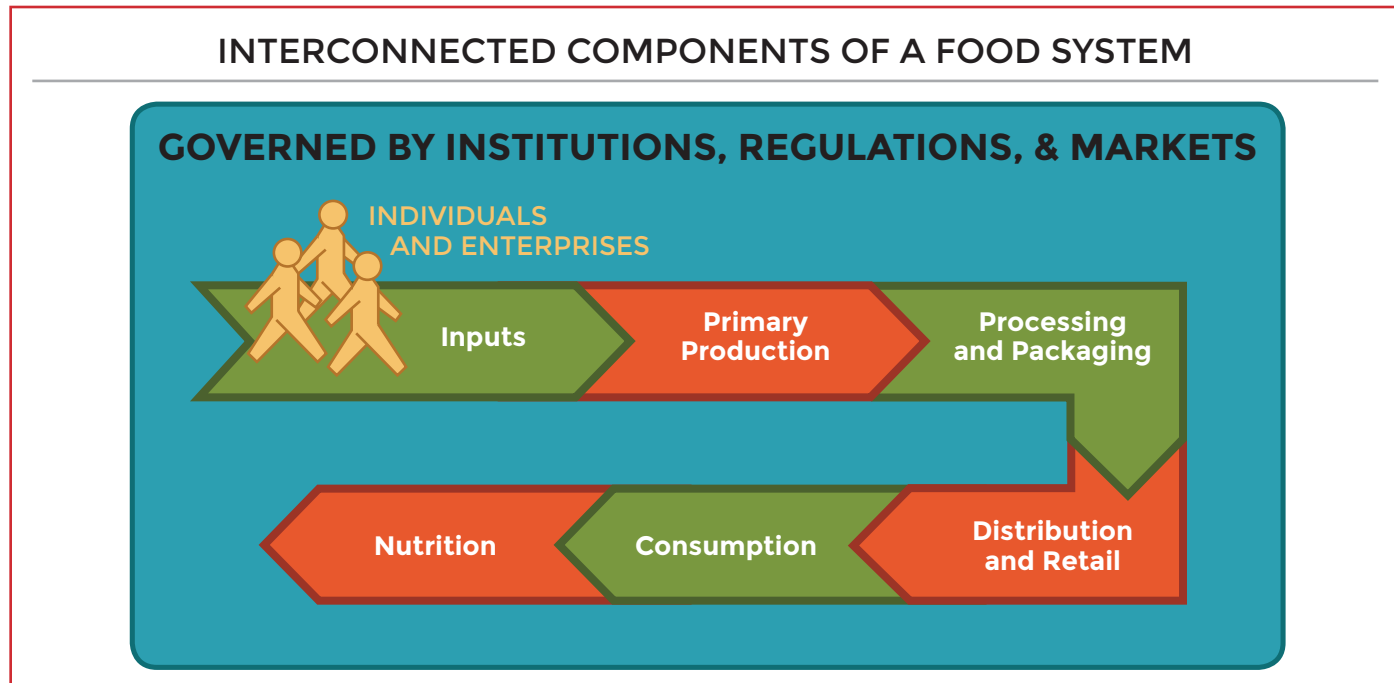 INTERCONNECTED COMPONENTS OF A FOOD SYSTEM
GOVERNED BY INSTITUTIONS, REGULATIONS, & MARKETS
INDIVIDUALS
AND ENTERPRISES
Inputs
Primary
Production
Processing
and Packaging
Distribution
and Retail
Consumption
Nutrition